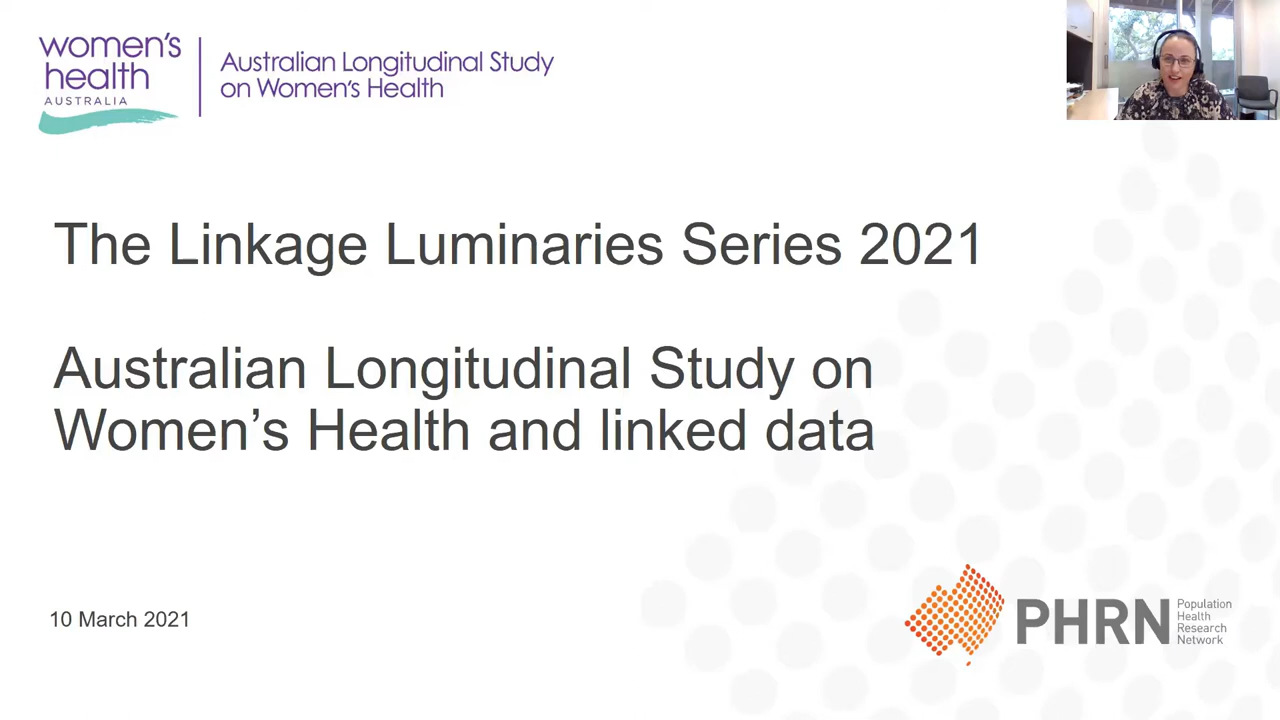 women's
health
AUSTRALIA
Australian Longitudinal Study
on Women's Health
The Linkage Luminaries Series 2021
Australian Longitudinal Study on
Women’s Health and linked data
10 March 2021
PHRN
Population
Health
Research
Network